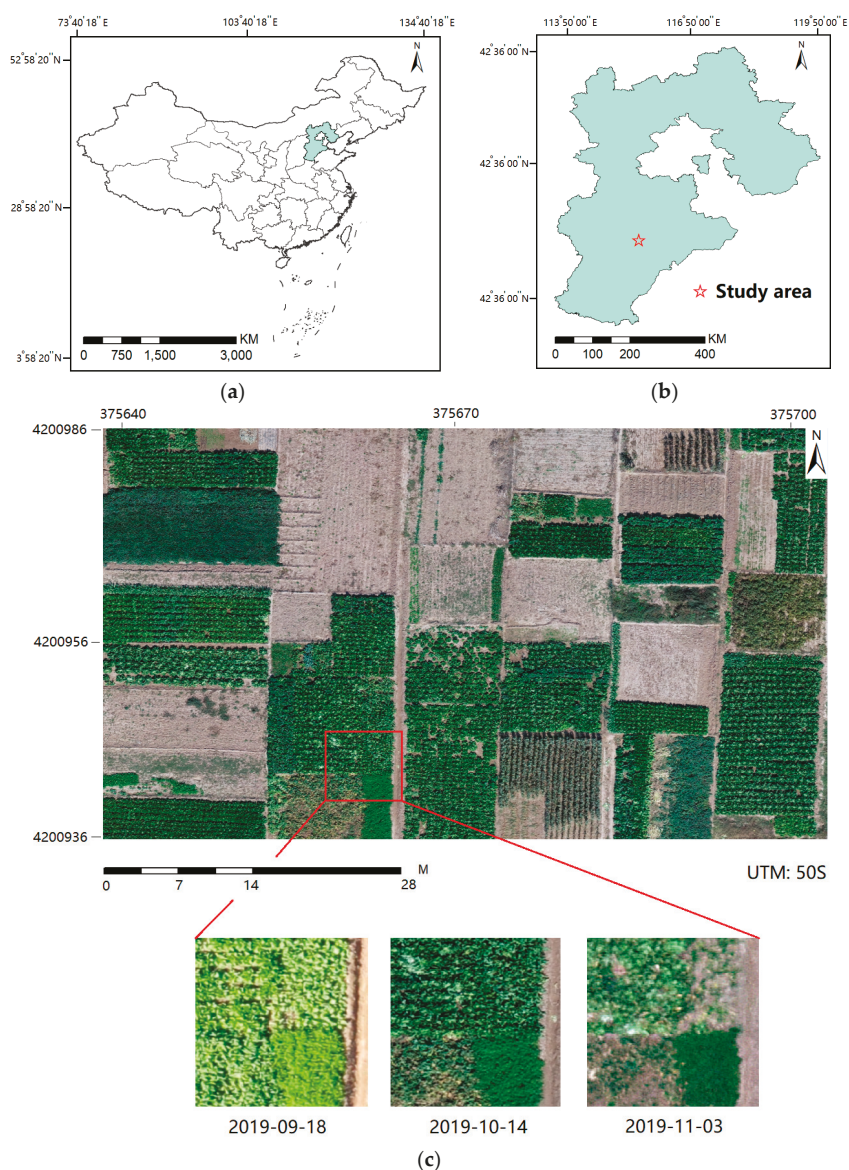 73°40′18″E 103°40′18″E 134°40′18″E
113°50′00″E 116°50′00″E 119°50′00″E
52°58′20″N
28°58′20″N
3°58′20″N
N
0 750 1,500 3,000 KM
(a)
42°36′00″N
42°36′00″N
42°36′00″N
N
Study area
0 100 200 400 KM
(b)
375640 375670 375700
4200986
4200956
4200936
N
0 7 14 28 M
UTM: 50S
2019-09-18 2019-10-14 2019-11-03
(c)